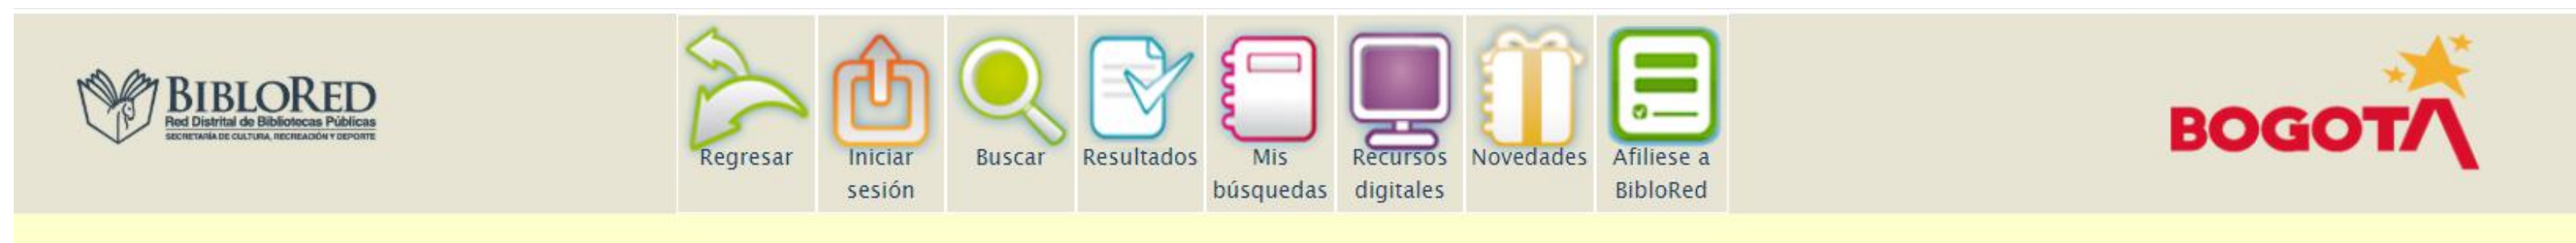 BIBLORED
Red Distrital de Bibliotecas Públicas
SECRETARÍA DE CULTURA, RECREACIÓN Y DEPORTE
Regresar
Iniciar
sesión
Buscar
Resultados
Mis
búsquedas
Recursos
digitales
Novedades
Afiliese a
BibloRed
BOGOTÁ